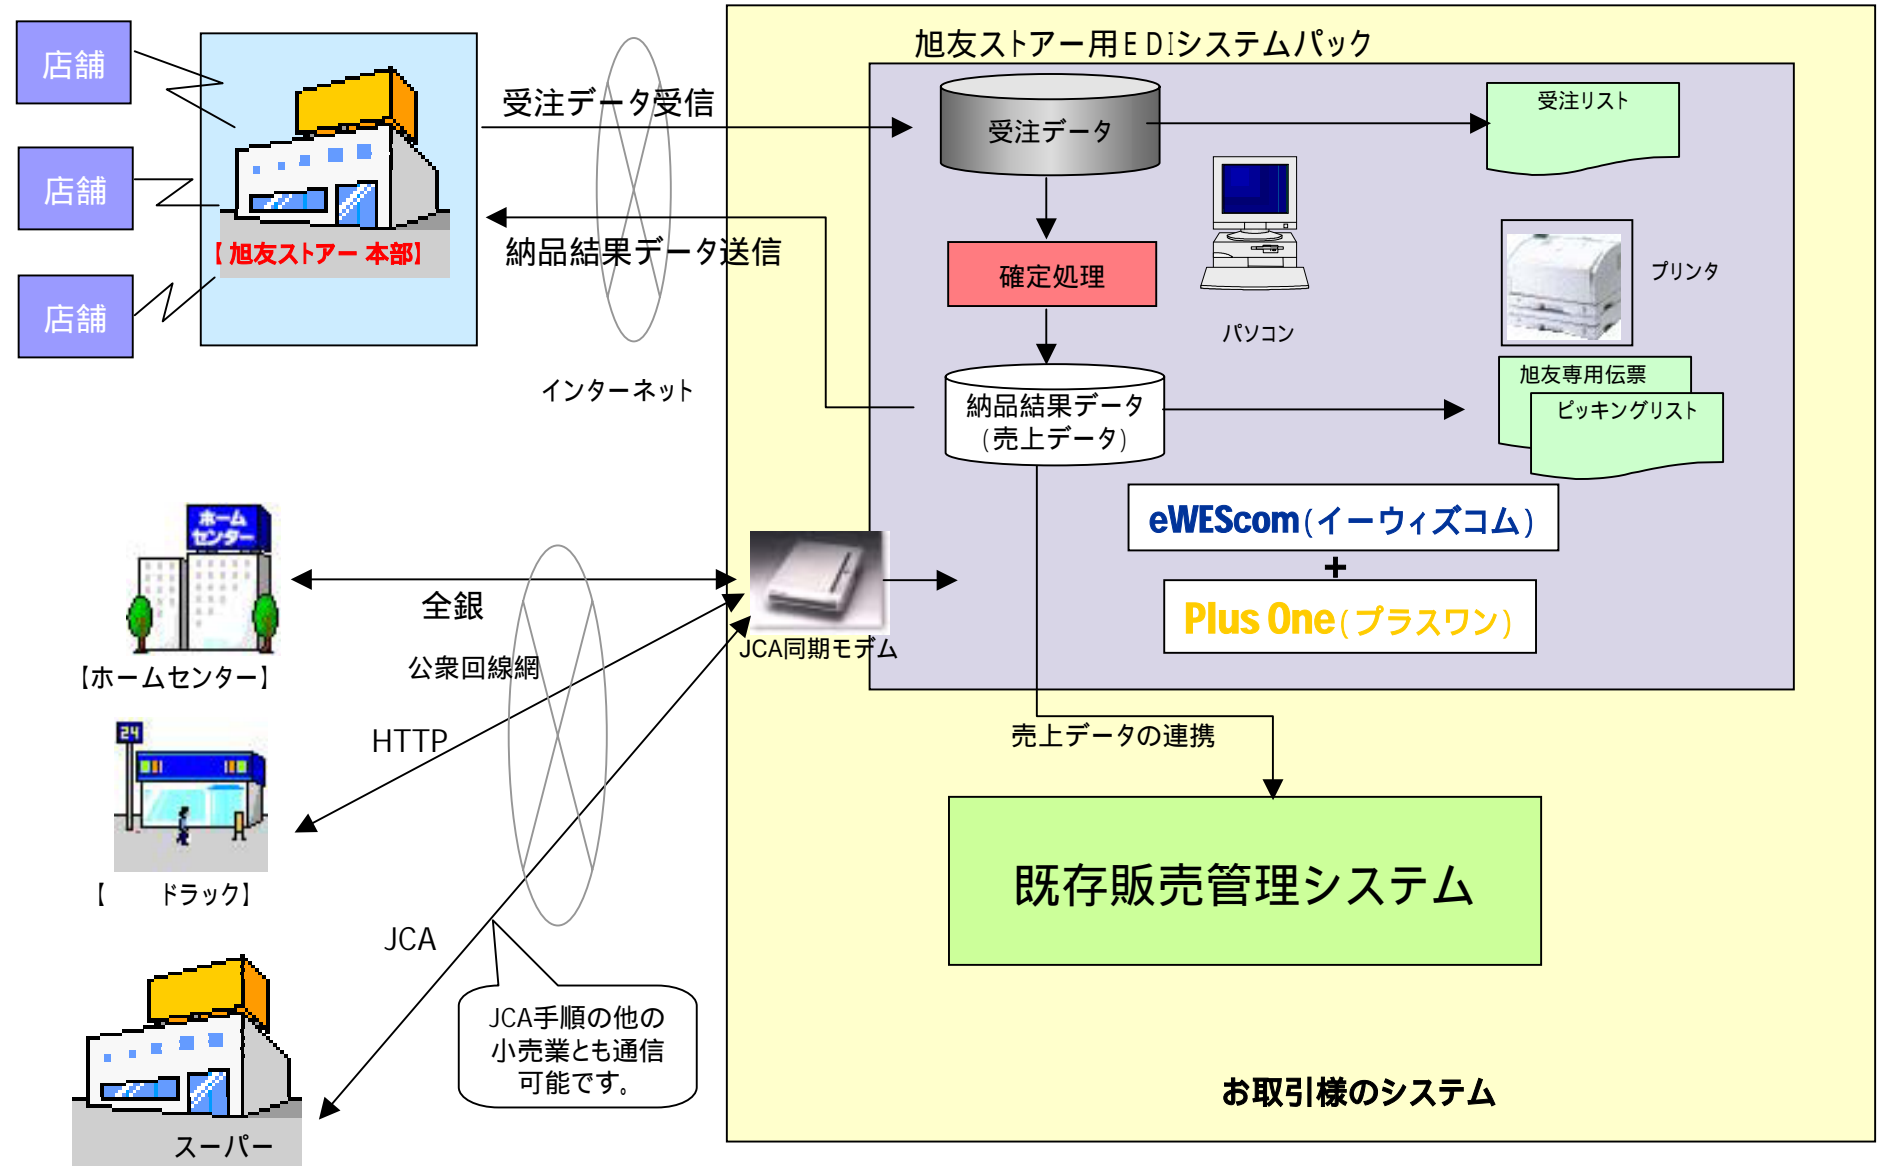 店舗
店舗
店舗
【旭友ストアー 本部】
受注データ受信
納品結果データ送信
インターネット
旭友ストアー用EDIシステムパック
受注データ
受注リスト
確定処理
パソコン
プリンタ
納品結果データ
(売上データ)
旭友専用伝票
ピッキングリスト
eWEScom(イーウィズコム)
+
Plus One(プラスワン)
ホーム
センター
【ホームセンター】
全銀
公衆回線網
JCA同期モデム
HTTP
24
【　　ドラック】
JCA
JCA手順の他の
小売業とも通信
可能です。
スーパー
売上データの連携
既存販売管理システム
お取引様のシステム